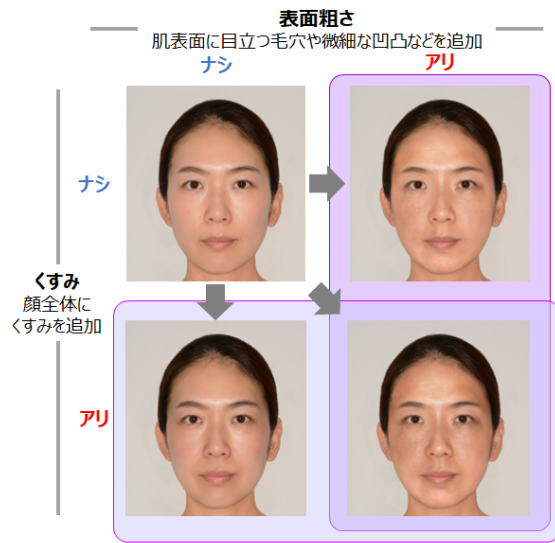 表面粗さ
肌表面に目立つ毛穴や微細な凹凸などを追加
ナシ
アリ
ナシ
くすみ
顔全体に
くすみを追加
アリ